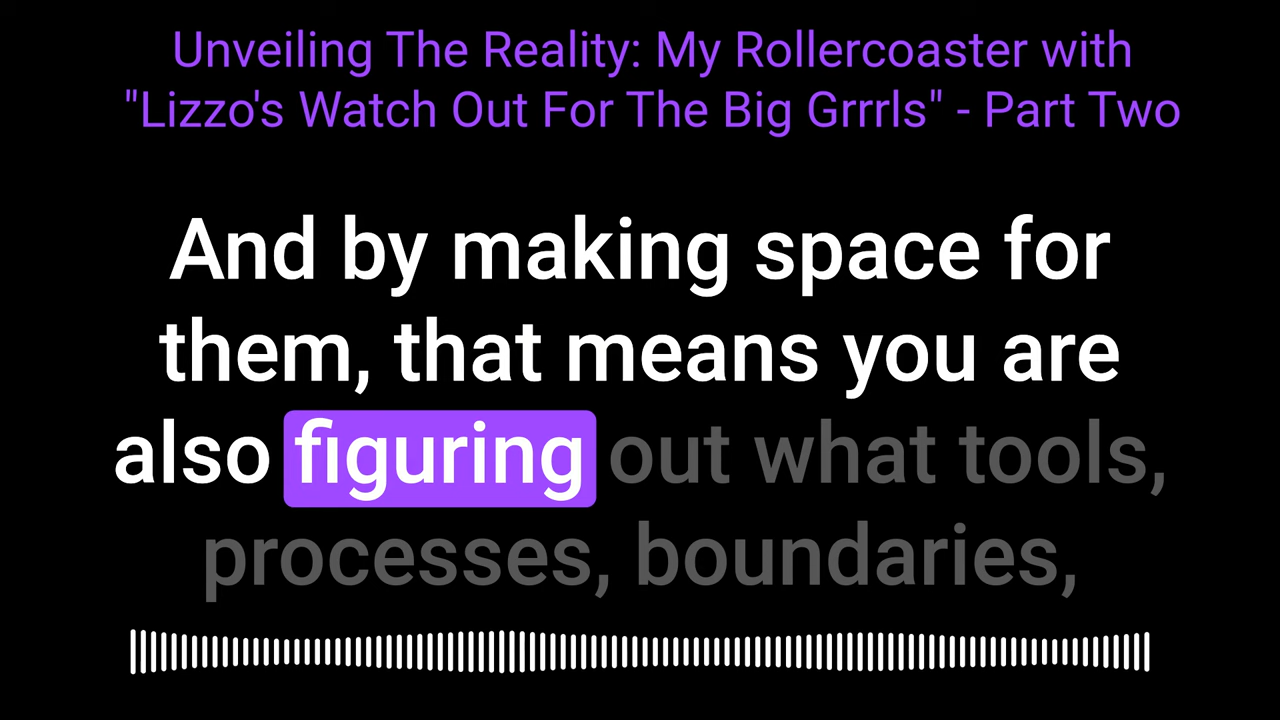 Unveiling The Reality: My Rollercoaster with
"Lizzo's Watch Out For The Big Grrrls" - Part Two
And by making space for
them, that means you are
also figuring out what tools,
processes, boundaries,